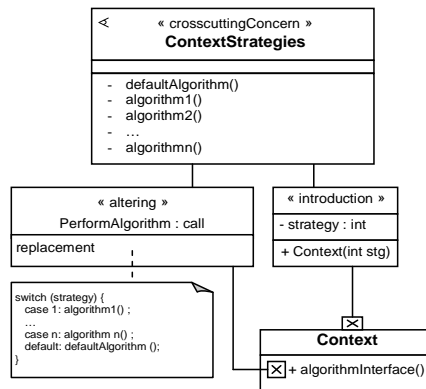 « crosscuttingConcern »
ContextStrategies
- defaultAlgorithm()
- algorithm1()
- algorithm2()
- …
- algorithmn()
« altering »
PerformAlgorithm : call
replacement
« introduction »
- strategy : int
+ Context(int stg)
switch (strategy) {
case 1: algorithm1() ;
…
case n: algorithm n() ;
default: defaultAlgorithm ();
}
Context
+ algorithmInterface()